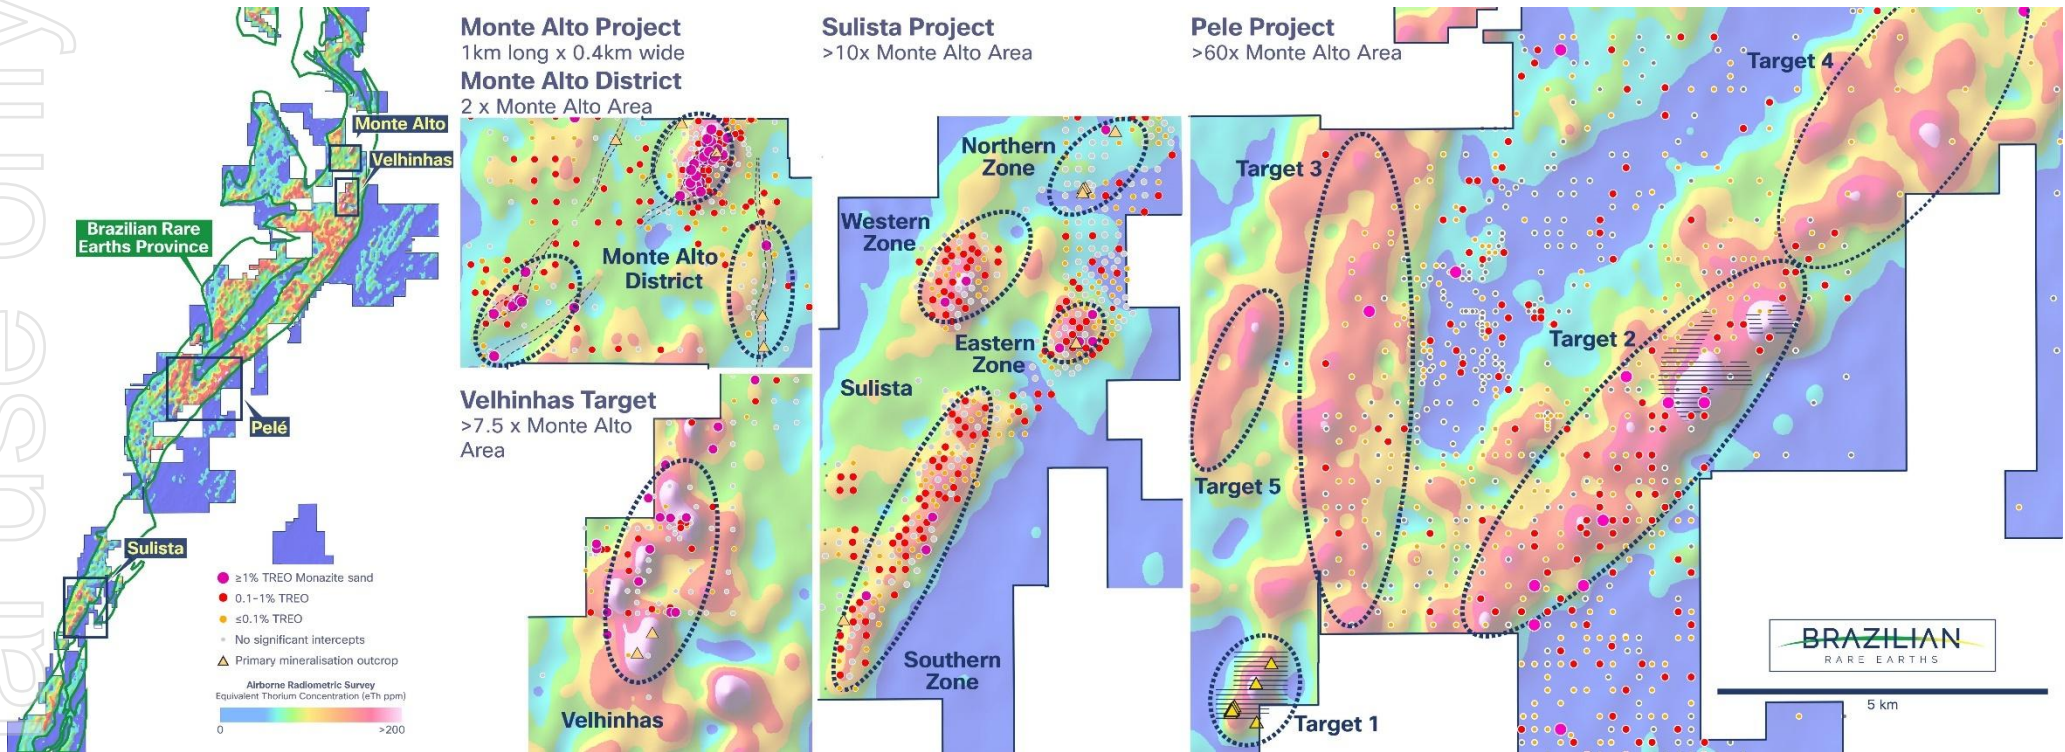 Monte Alto
Velhinhas
Brazilian Rare
Earths Province
Pelé
Sulista
≥1% TREO Monazite sand
0.1-1% TREO
≤0.1% TREO
No significant intercepts
Primary mineralisation outcrop
Airborne Radiometric Survey
Equivalent Thorium Concentration (eTh ppm)
0
>200
Monte Alto Project
1km long x 0.4km wide
Monte Alto District
2 x Monte Alto Area
Monte Alto
District
Velhinhas Target
>7.5 x Monte Alto
Area
Velhinhas
Sulista Project
>10x Monte Alto Area
Northern
Zone
Western
Zone
Eastern
Zone
Sulista
Southern
Zone
Pele Project
>60x Monte Alto Area
Target 4
Target 3
Target 2
Target 5
Target 1
BRAZILIAN
RARE EARTHS
5 km